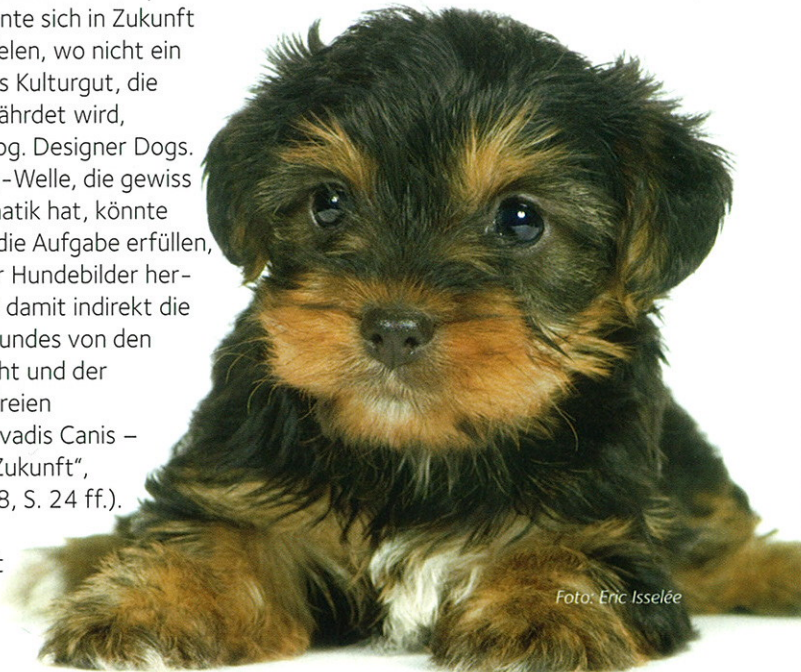 nte sich in Zukunft
elen, wo nicht ein
s Kulturgut, die
ährdet wird,
og. Designer Dogs.
-Welle, die gewiss
atik hat, könnte
die Aufgabe erfüllen,
r Hundebilder her-
damit indirekt die
undes von den
ht und der
reien
vadis Canis –
Zukunft“,
8, S. 24 ff.).
t
Foto: Eric Isselée